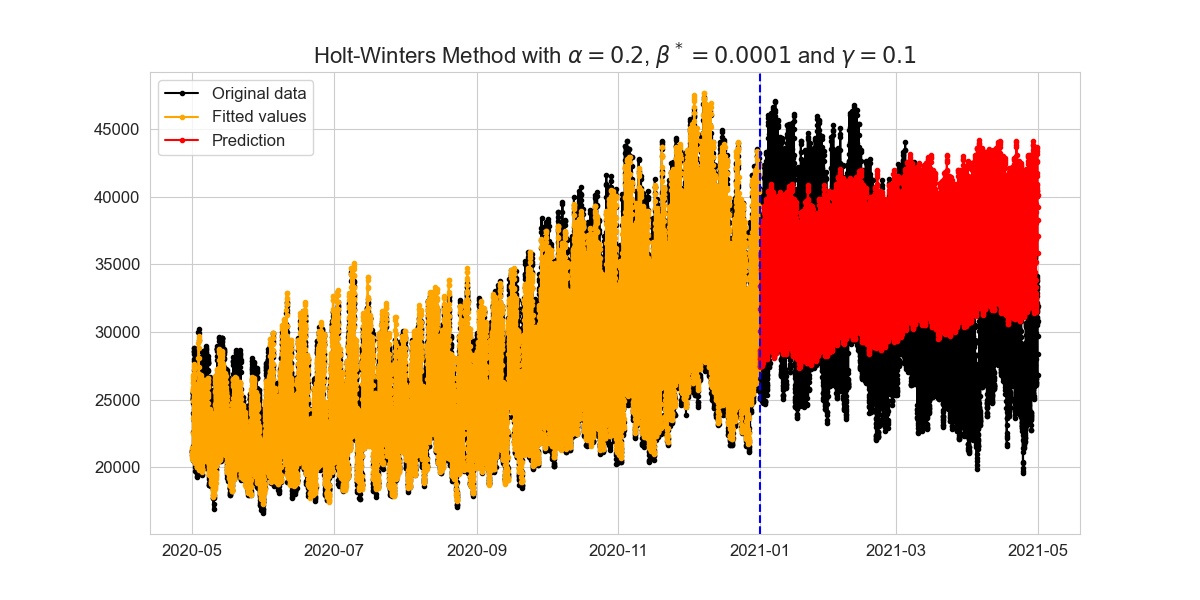 Holt-Winters Method with α = 0.2, β* = 0.0001 and γ = 0.1
Original data
Fitted values
Prediction
45000
40000
35000
30000
25000
20000
2020-05 2020-07 2020-09 2020-11 2021-01 2021-03 2021-05